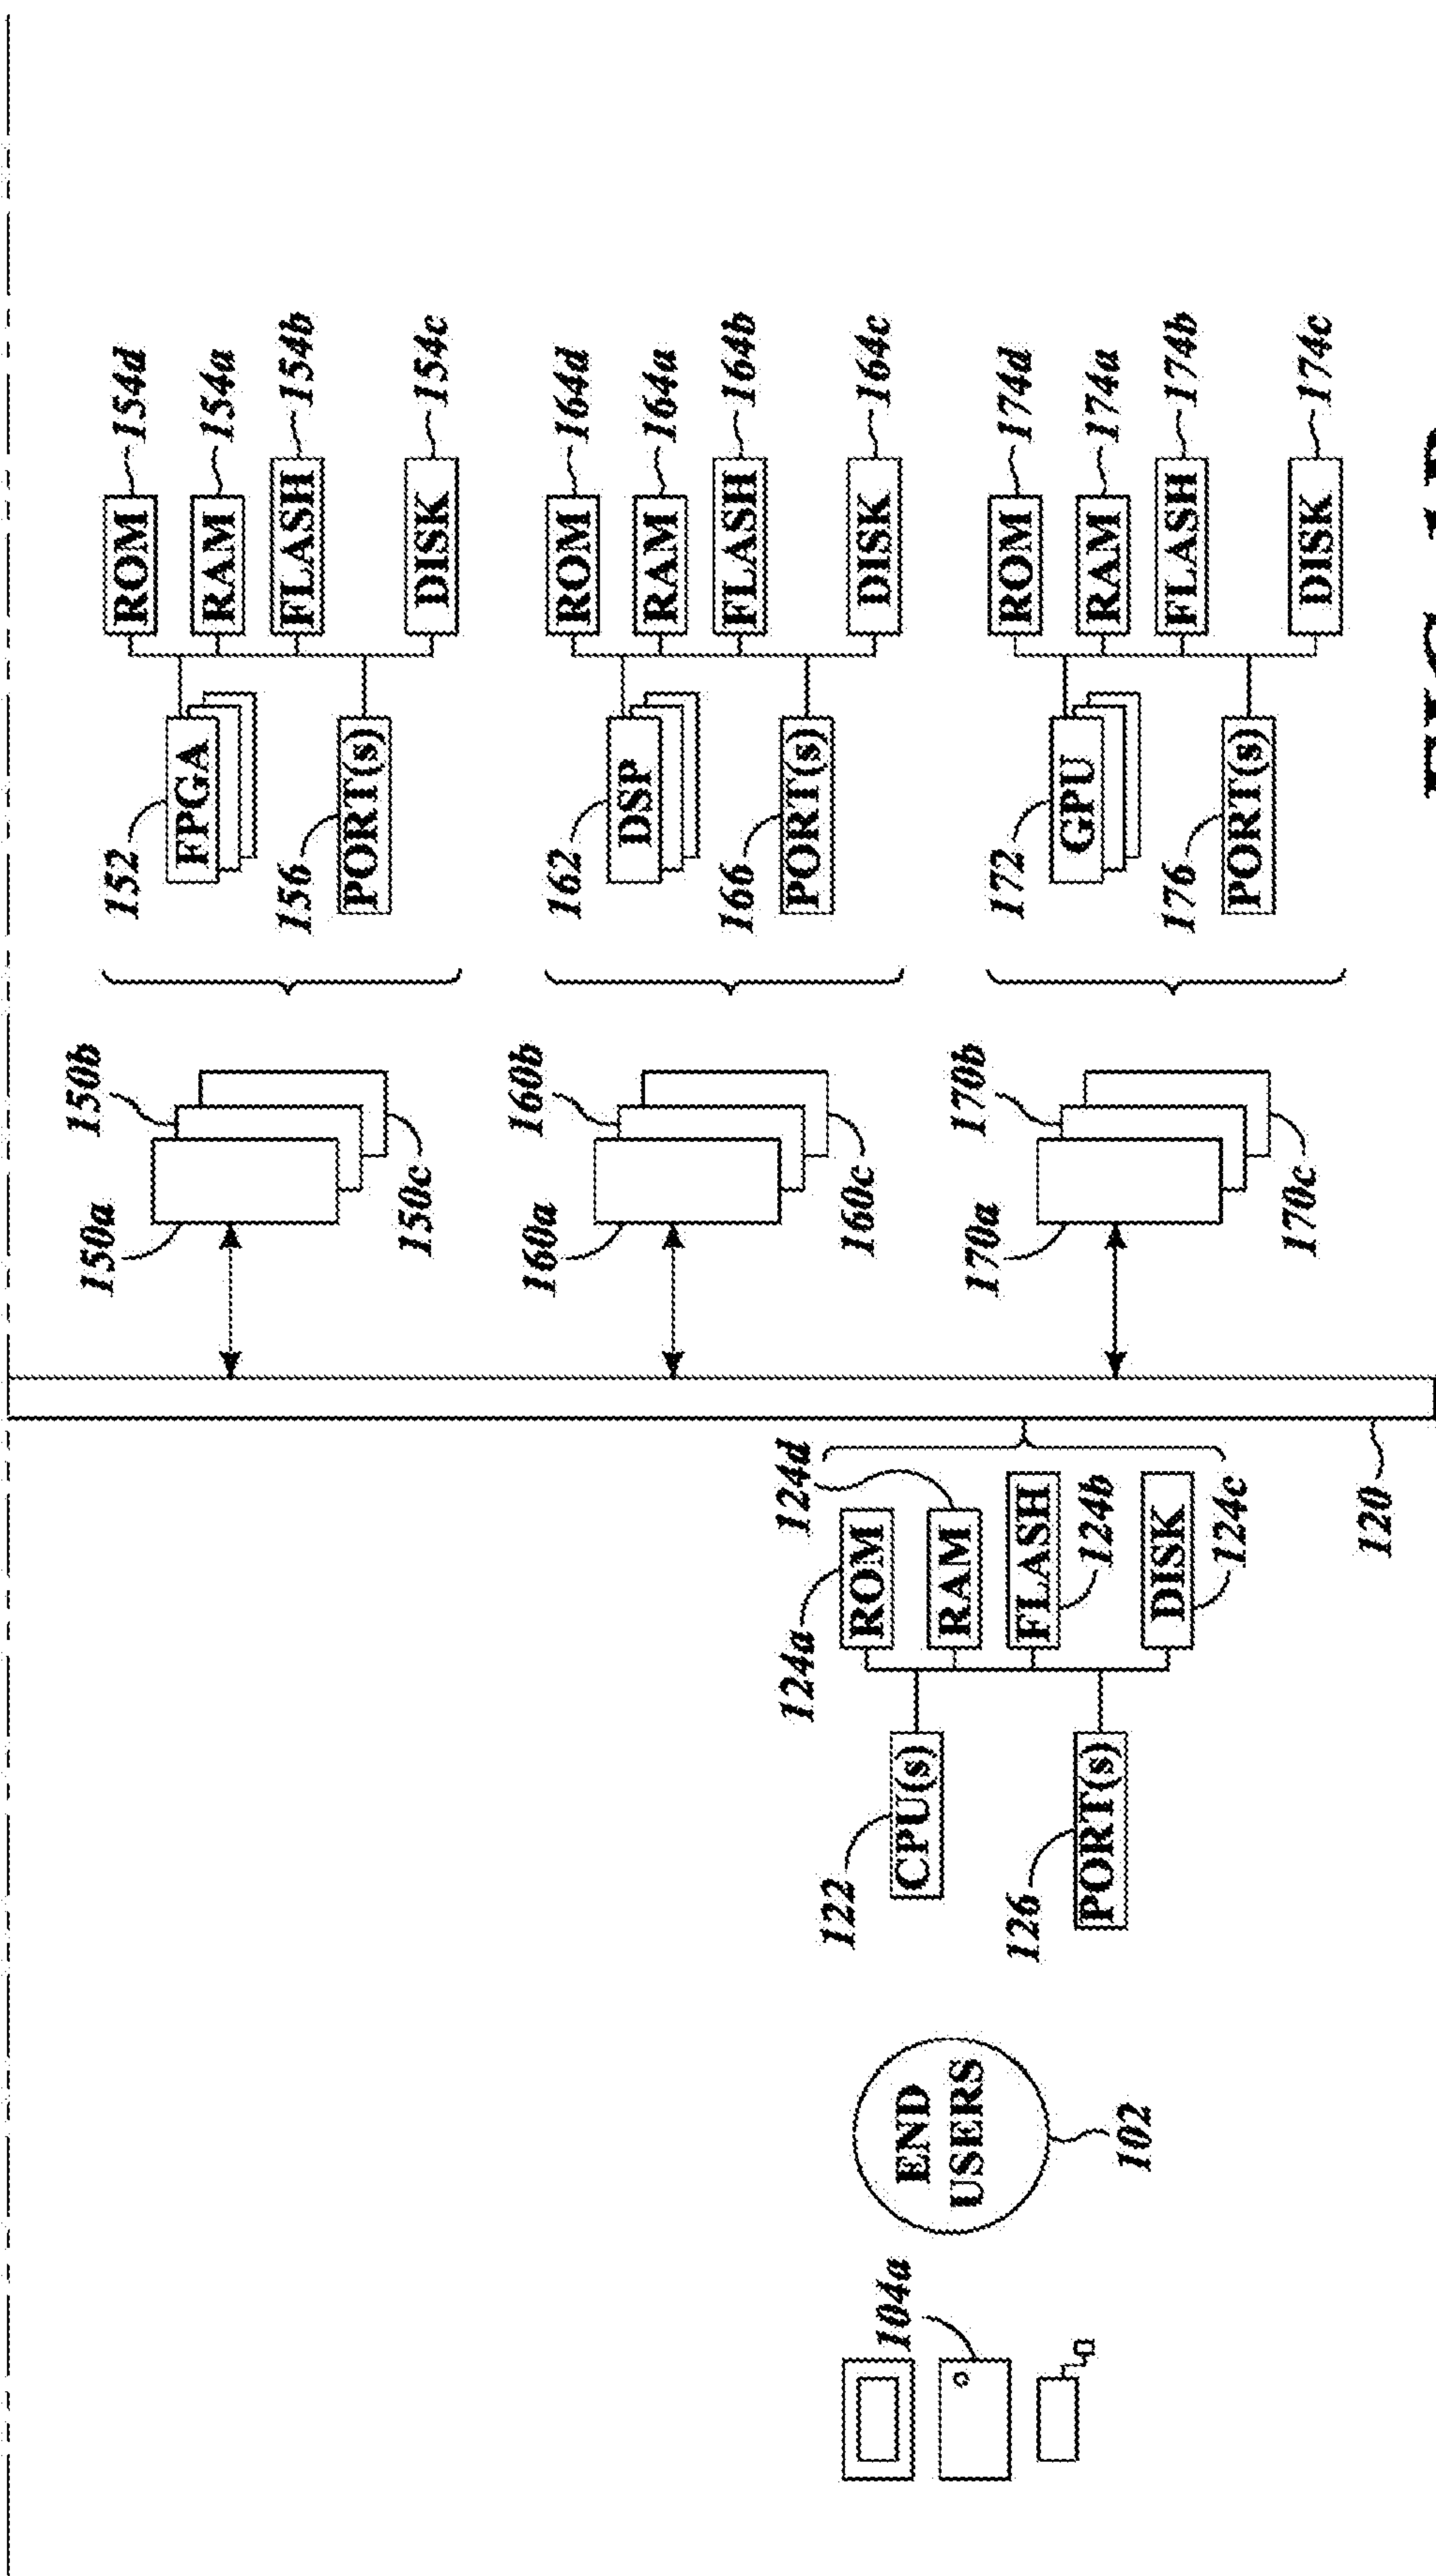 104a
END
USERS
102
122
CPU(s)
126
PORT(s)
124a
ROM
124d
RAM
FLASH
124b
DISK
124c
120
150a
150b
150c
152
FPGA
156
PORT(s)
ROM
154d
RAM
154a
FLASH
154b
DISK
154c
160a
160b
160c
162
DSP
166
PORT(s)
ROM
164d
RAM
164a
FLASH
164b
DISK
164c
170a
170b
170c
172
GPU
176
PORT(s)
ROM
174d
RAM
174a
FLASH
174b
DISK
174c